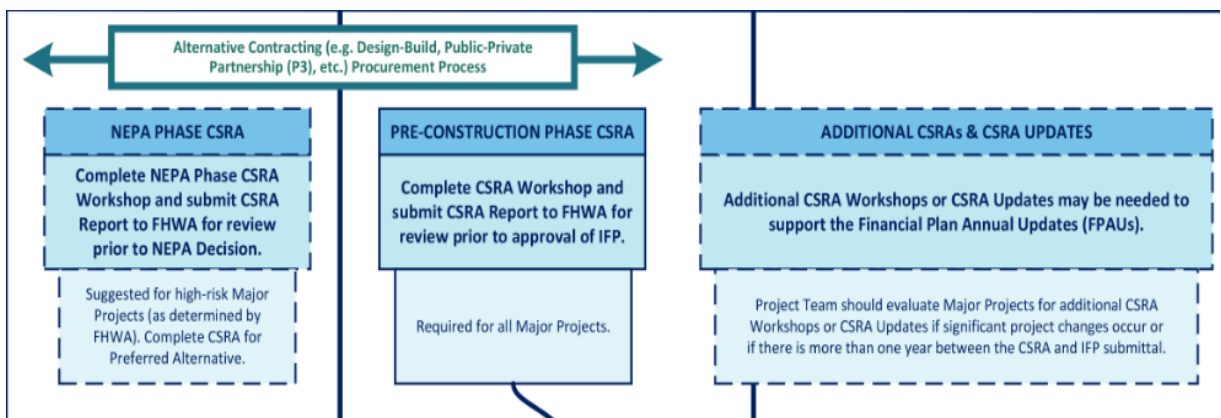 Alternative Contracting (e.g. Design-Build, Public-Private
Partnership (P3), etc.) Procurement Process
NEPA PHASE CSRA
Complete NEPA Phase CSRA
Workshop and submit CSRA
Report to FHWA for review
prior to NEPA Decision.
Suggested for high-risk Major
Projects (as determined by
FHWA). Complete CSRA for
Preferred Alternative.
PRE-CONSTRUCTION PHASE CSRA
Complete CSRA Workshop and
submit CSRA Report to FHWA for
review prior to approval of IFP.
Required for all Major Projects.
ADDITIONAL CSRAs & CSRA UPDATES
Additional CSRA Workshops or CSRA Updates may be needed to
support the Financial Plan Annual Updates (FPAUs).
Project Team should evaluate Major Projects for additional CSRA
Workshops or CSRA Updates if significant project changes occur or
if there is more than one year between the CSRA and IFP submittal.